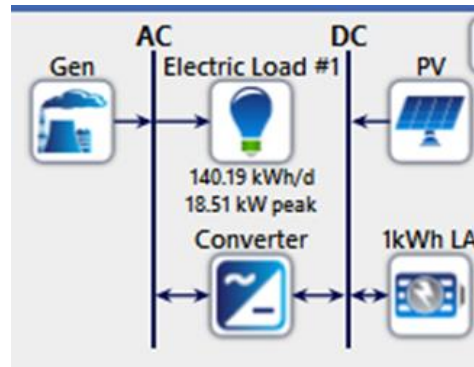 AC DC
Gen Electric Load #1 PV
140.19 kWh/d
18.51 kW peak
Converter 1kWh LA